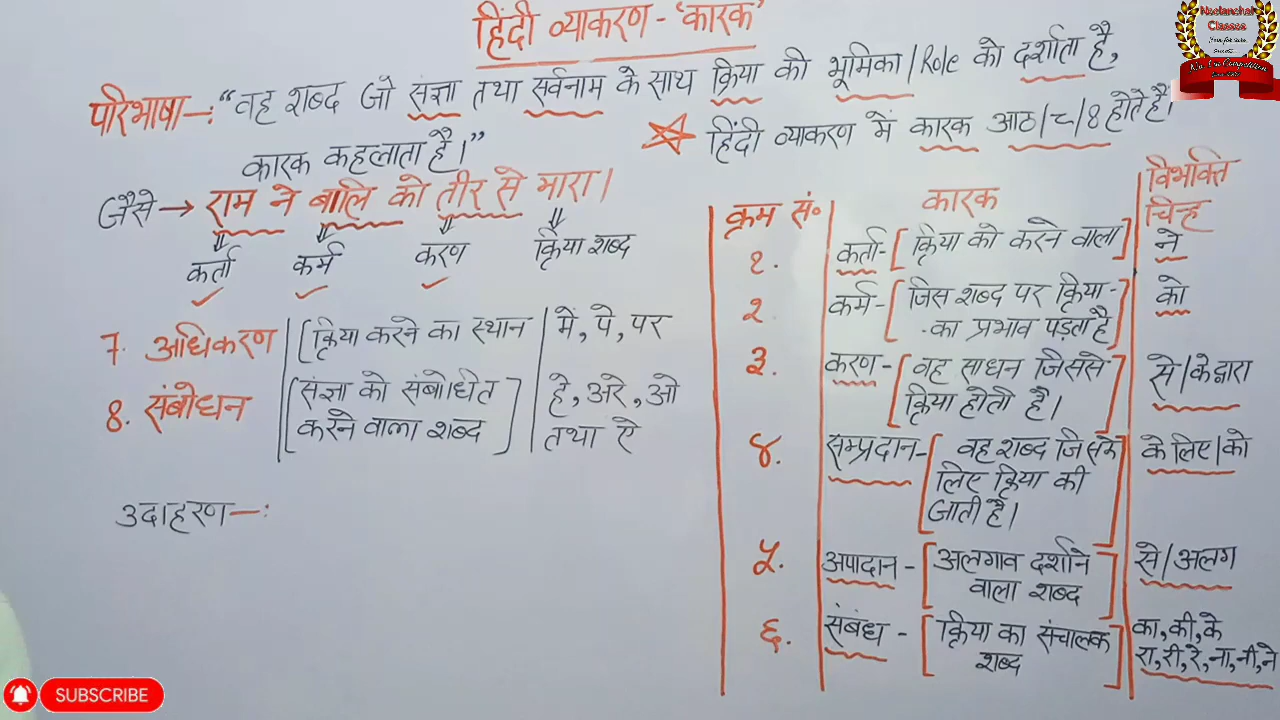 हिंदी व्याकरण - 'कारक'
परिभाषा—: "वह शब्द जो संज्ञा तथा सर्वनाम के साथ क्रिया की भूमिका/Role को दर्शाता है,
कारक कहलाता है।"
हिंदी व्याकरण में कारक आठ/८/8 होते हैं।
जैसे → राम ने बालि को तीर से मारा।
कर्ता कर्म करण क्रिया शब्द
7. अधिकरण [क्रिया करने का स्थान में, पे, पर
8. संबोधन [संज्ञा को संबोधित हे, अरे, ओ
करने वाला शब्द] तथा ऐ
उदाहरण—:
क्रम सं० कारक विभक्ति
चिन्ह
१. कर्ता-[क्रिया को करने वाला] ने
२ कर्म-[जिस शब्द पर क्रिया- को
-का प्रभाव पड़ता है]
३. करण-[वह साधन जिससे से/के द्वारा
क्रिया होती है।]
४. सम्प्रदान-[वह शब्द जिसके के लिए/को
लिए क्रिया की
जाती है।]
५. अपादान-[अलगाव दर्शाने से/अलग
वाला शब्द]
६. संबंध-[क्रिया का संचालक का, की, के
शब्द] रा, री, रे, ना, नी, ने
Neelanchal
Classes
SUBSCRIBE